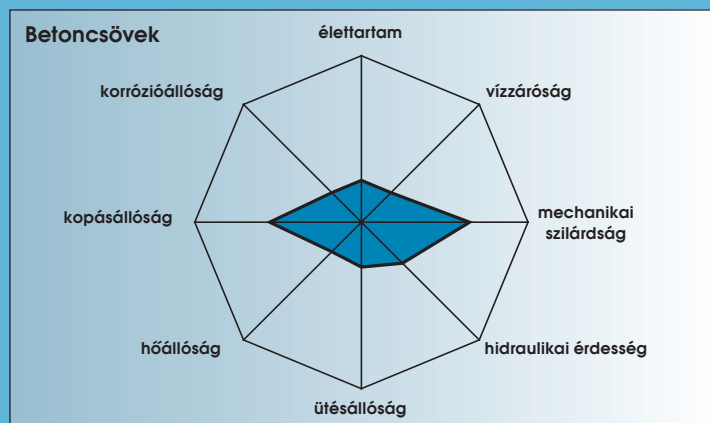 Betoncsövek
élettartam
korrózióállóság
vízzáróság
kopásállóság
mechanikai
szilárdság
hőállóság
hidraulikai érdesség
ütésállóság